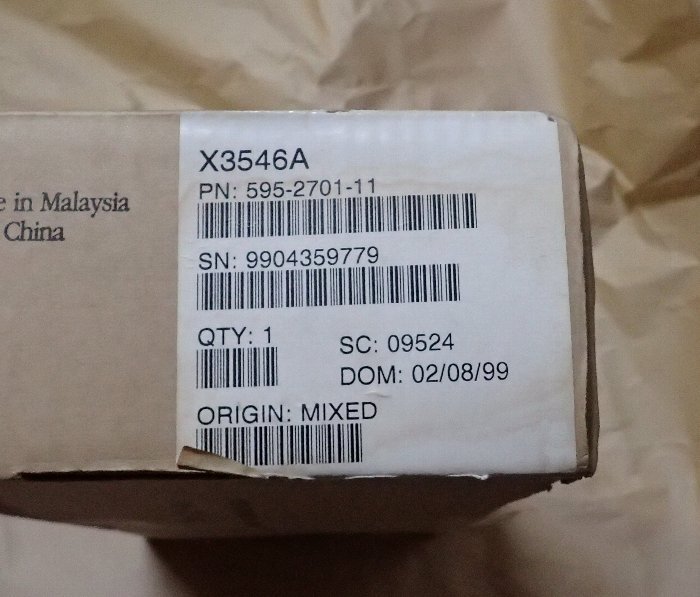 e in Malaysia
China
X3546A
PN: 595-2701-11
SN: 9904359779
QTY: 1
SC: 09524
DOM: 02/08/99
ORIGIN: MIXED